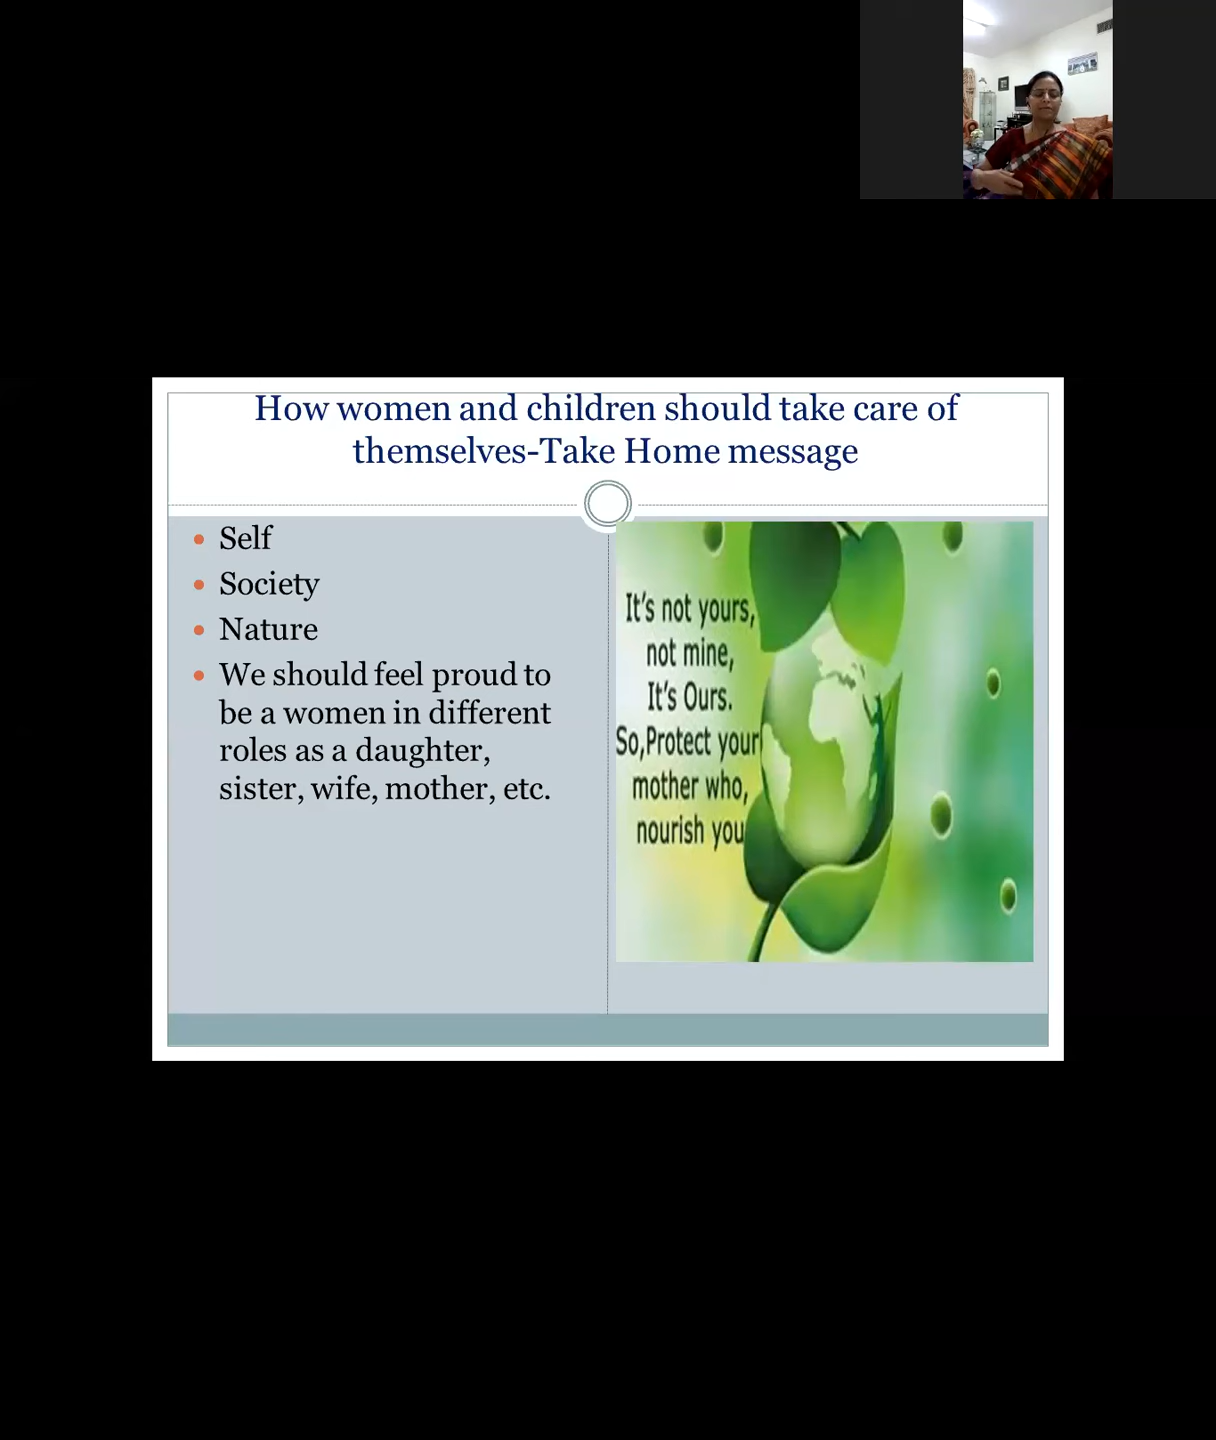 How women and children should take care of
themselves-Take Home message
Self
Society
Nature
We should feel proud to
be a women in different
roles as a daughter,
sister, wife, mother, etc.
It's not yours,
not mine,
It's Ours.
So,Protect your
mother who,
nourish you